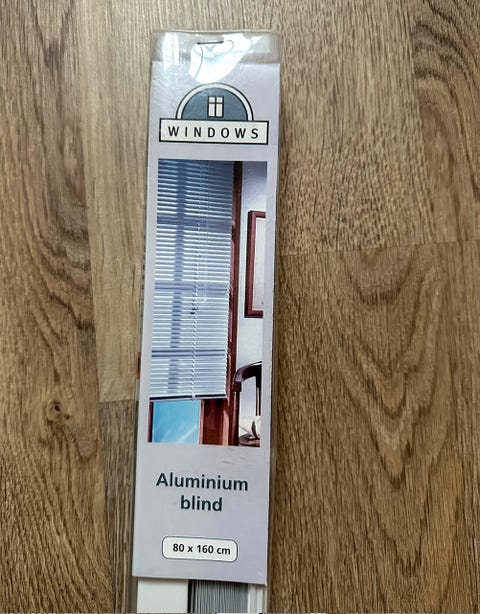 WINDOWS
Aluminium
blind
80 x 160 cm